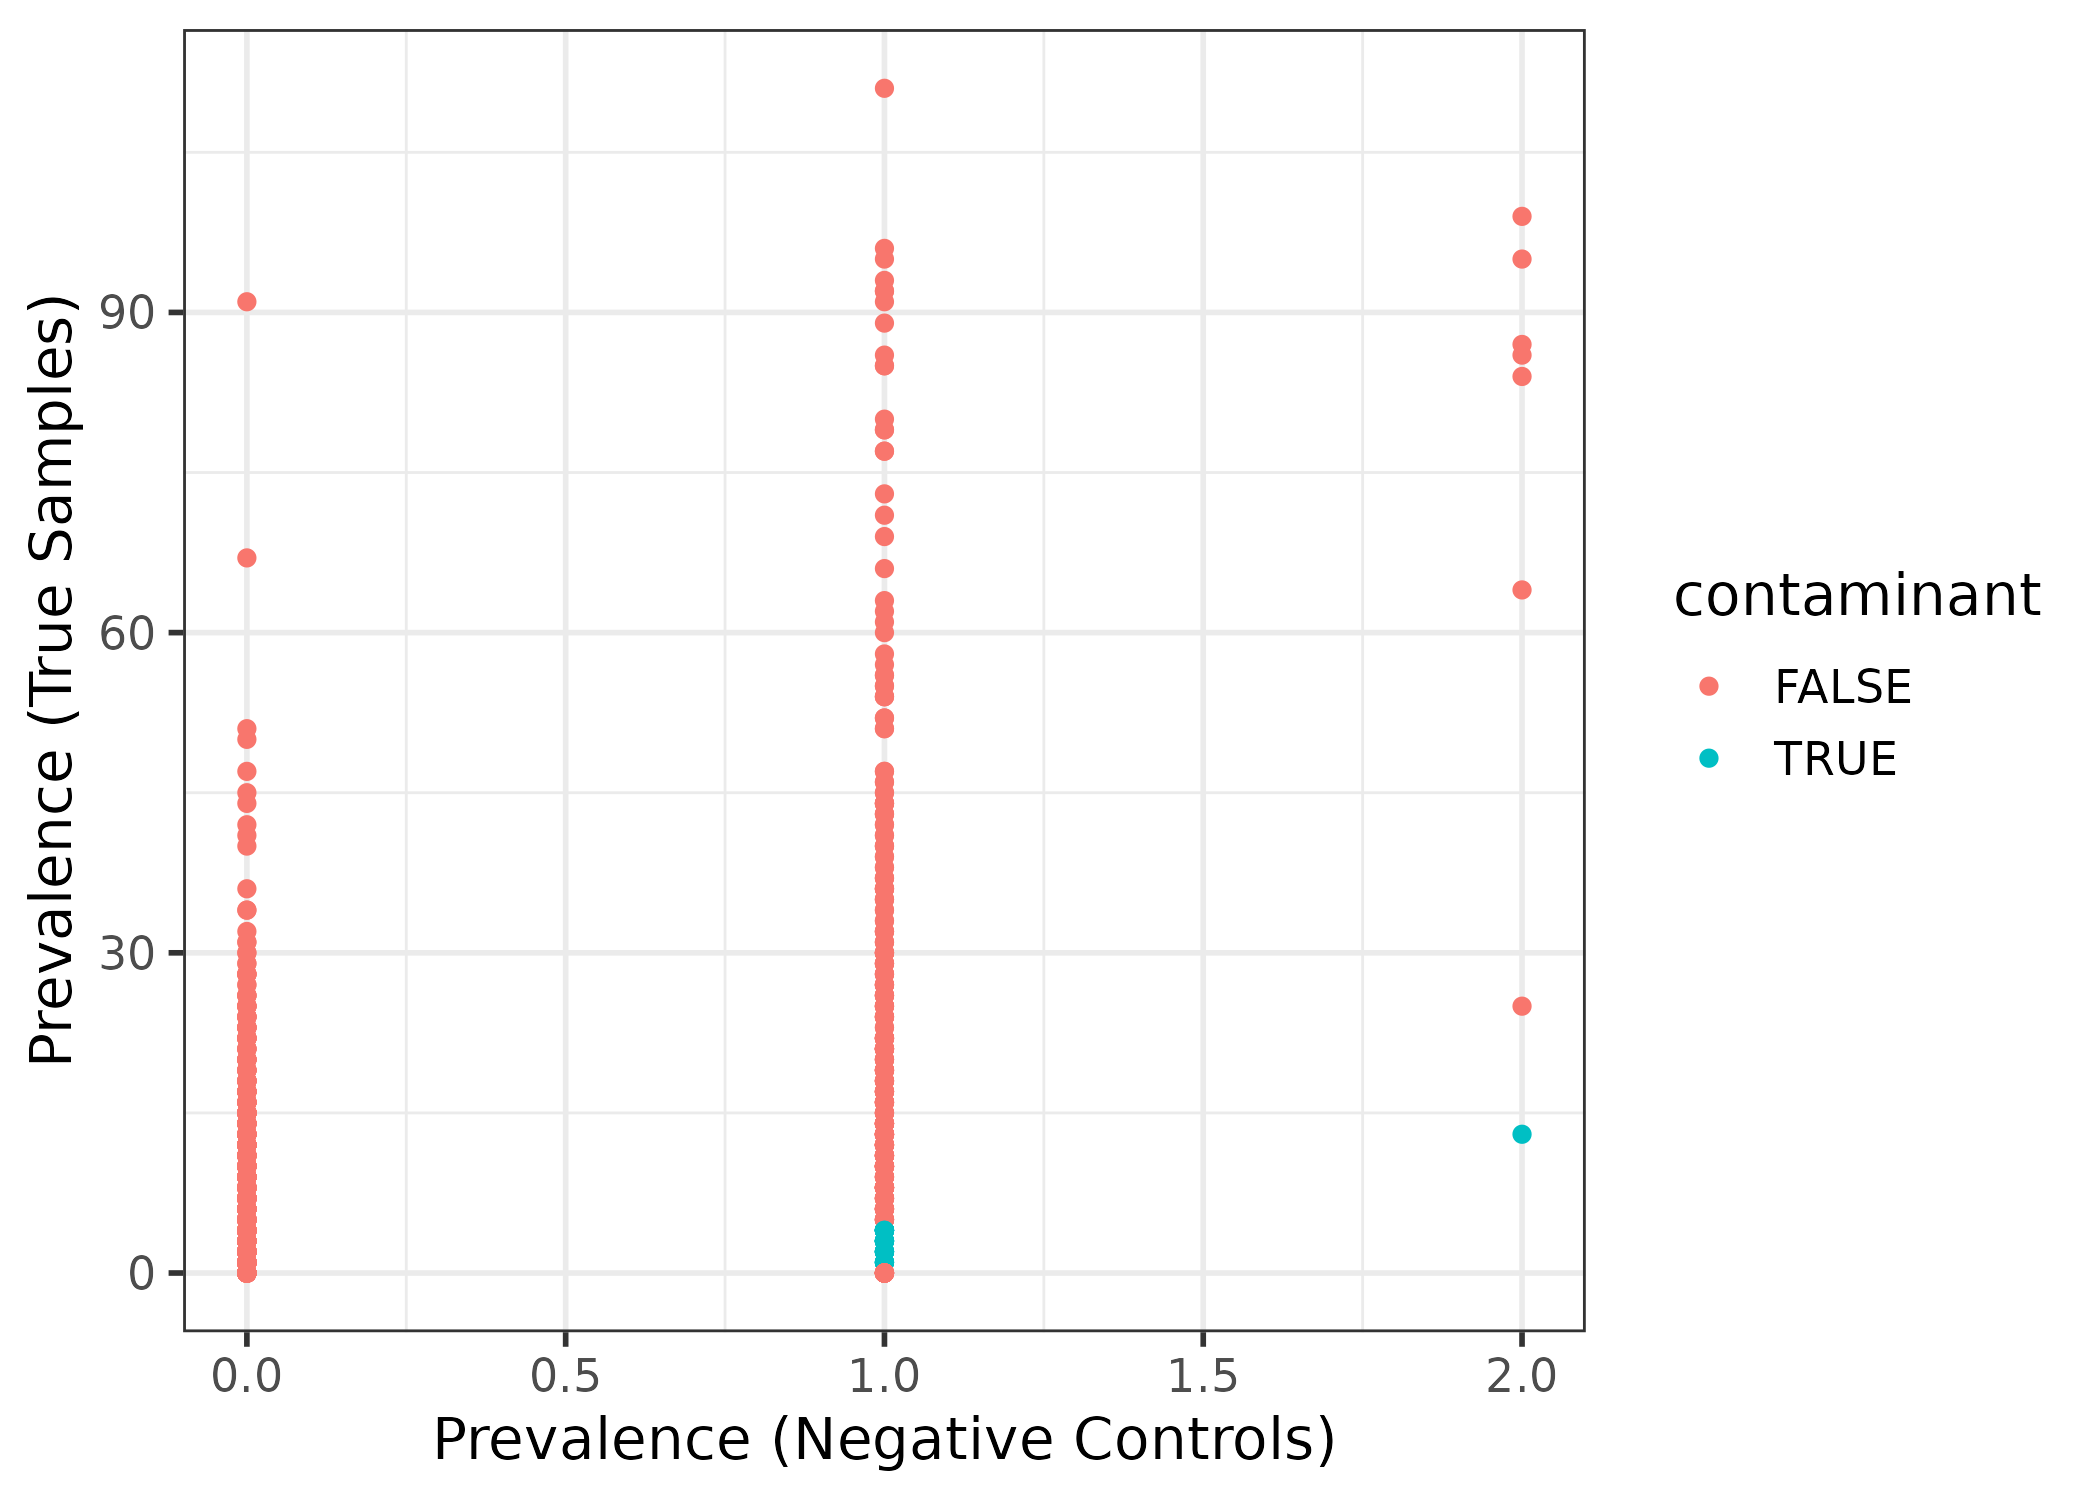 Prevalence (True Samples)
90
60
30
0
0.0 0.5 1.0 1.5 2.0
Prevalence (Negative Controls)
contaminant
FALSE
TRUE